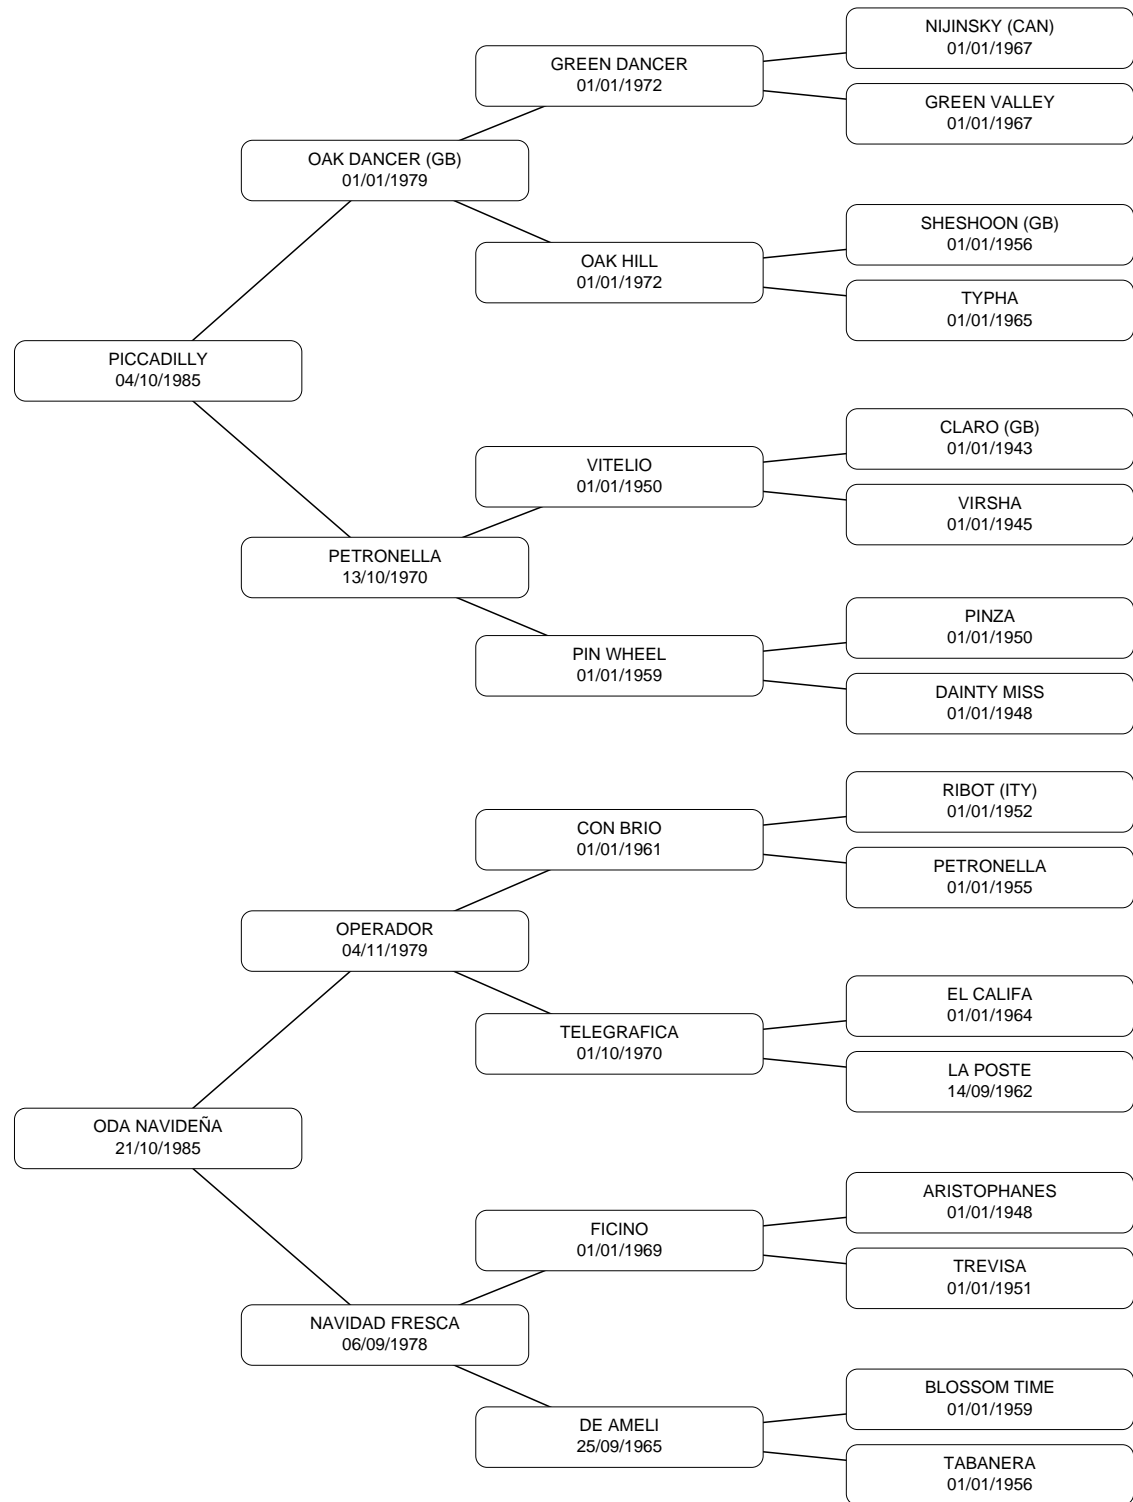 NIJINSKY (CAN)
01/01/1967
GREEN DANCER
01/01/1972
GREEN VALLEY
01/01/1967
OAK DANCER (GB)
01/01/1979
SHESHOON (GB)
01/01/1956
OAK HILL
01/01/1972
TYPHA
01/01/1965
PICCADILLY
04/10/1985
CLARO (GB)
01/01/1943
VITELIO
01/01/1950
VIRSHA
01/01/1945
PETRONELLA
13/10/1970
PINZA
01/01/1950
PIN WHEEL
01/01/1959
DAINTY MISS
01/01/1948
RIBOT (ITY)
01/01/1952
CON BRIO
01/01/1961
PETRONELLA
01/01/1955
OPERADOR
04/11/1979
EL CALIFA
01/01/1964
TELEGRAFICA
01/10/1970
LA POSTE
14/09/1962
ODA NAVIDEÑA
21/10/1985
ARISTOPHANES
01/01/1948
FICINO
01/01/1969
TREVISA
01/01/1951
NAVIDAD FRESCA
06/09/1978
BLOSSOM TIME
01/01/1959
DE AMELI
25/09/1965
TABANERA
01/01/1956